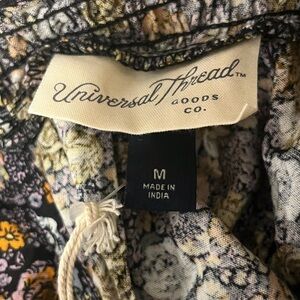 Universal Thread™
GOODS
CO.
M
MADE IN
INDIA